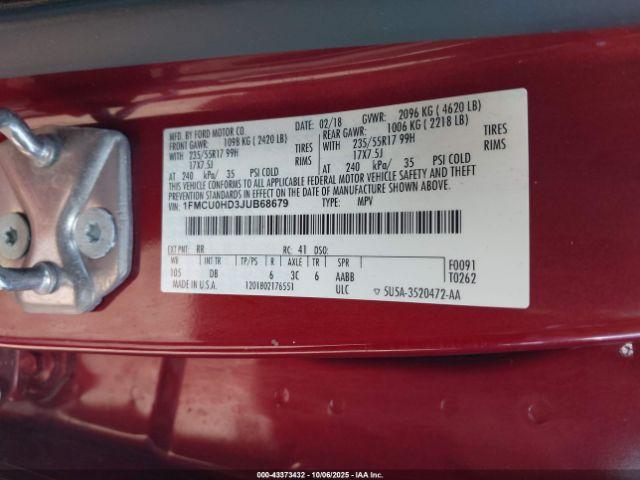 MFD. BY FORD MOTOR CO.
02/18 GVWR: 2096 KG ( 4620 LB)
FRONT GAWR: 1098 KG ( 2420 LB) REAR GAWR: 1006 KG ( 2218 LB)
WITH 235/55R17 99H TIRES WITH 235/55R17 99H TIRES
17X7.5J RIMS 17X7.5J RIMS
AT 240 kPa/ 35 PSI COLD AT 240 kPa/ 35 PSI COLD
THIS VEHICLE CONFORMS TO ALL APPLICABLE FEDERAL MOTOR VEHICLE SAFETY AND THEFT
PREVENTION STANDARDS IN EFFECT ON THE DATE OF MANUFACTURE SHOWN ABOVE.
VIN: 1FMCU0HD3JUB68679 TYPE: MPV
EXT PNT: RR RC: 41 DSO:
WB INT TR TP/PS R AXLE TR SPR F0091
105 DB 6 3C 6 AABB T0262
MADE IN U.S.A. 1201802176551 ULC 5U5A-3520472-AA
000-43373432 - 10/06/2025 - IAA Inc.